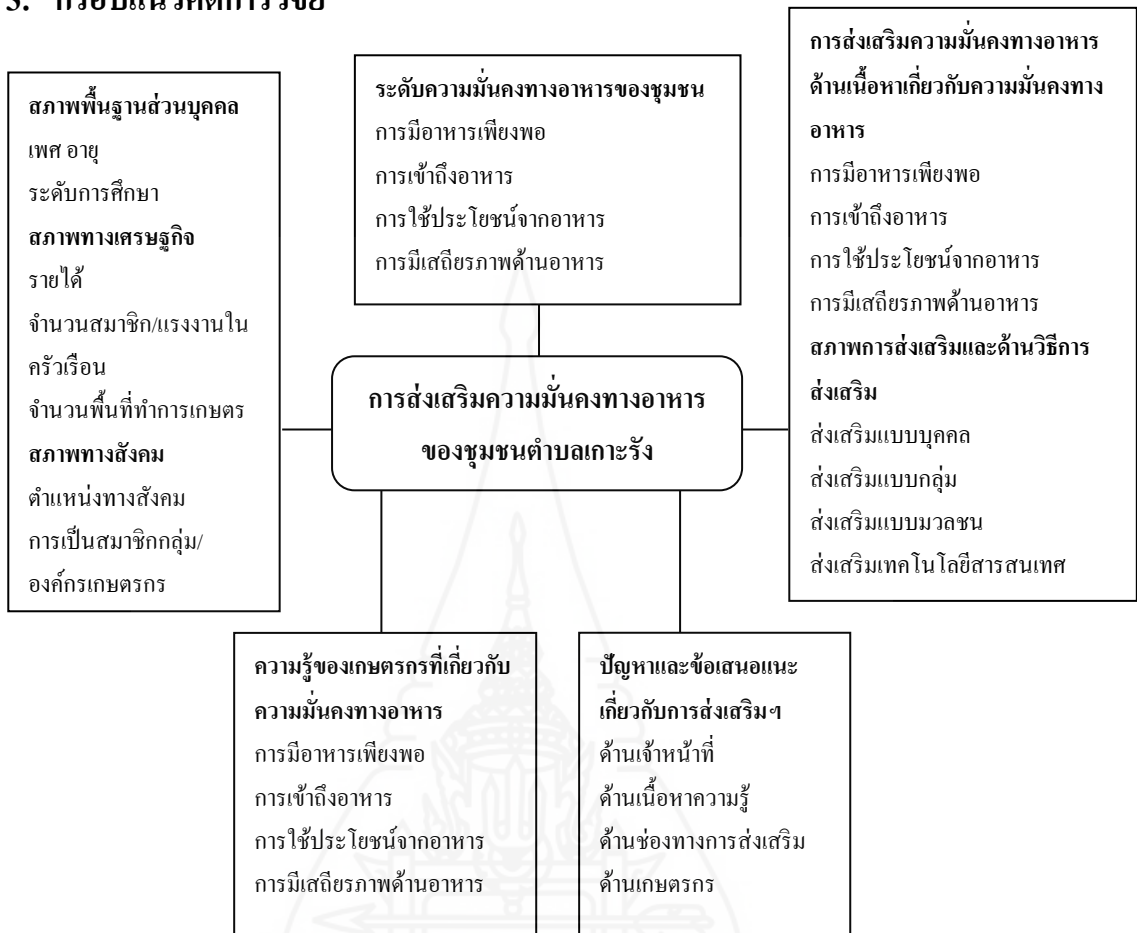 3. กรอบแนวคิดการวิจัย
สภาพพื้นฐานส่วนบุคคล
เพศ อายุ
ระดับการศึกษา
สภาพทางเศรษฐกิจ
รายได้
จำนวนสมาชิก/แรงงานใน
ครัวเรือน
จำนวนพื้นที่ทำการเกษตร
สภาพทางสังคม
ตำแหน่งทางสังคม
การเป็นสมาชิกกลุ่ม/
องค์กรเกษตรกร
ระดับความมั่นคงทางอาหารของชุมชน
การมีอาหารเพียงพอ
การเข้าถึงอาหาร
การใช้ประโยชน์จากอาหาร
การมีเสถียรภาพด้านอาหาร
การส่งเสริมความมั่นคงทางอาหาร
ด้านเนื้อหาเกี่ยวกับความมั่นคงทาง
อาหาร
การมีอาหารเพียงพอ
การเข้าถึงอาหาร
การใช้ประโยชน์จากอาหาร
การมีเสถียรภาพด้านอาหาร
สภาพการส่งเสริมและด้านวิธีการ
ส่งเสริม
ส่งเสริมแบบบุคคล
ส่งเสริมแบบกลุ่ม
ส่งเสริมแบบมวลชน
ส่งเสริมเทคโนโลยีสารสนเทศ
การส่งเสริมความมั่นคงทางอาหาร
ของชุมชนตำบลเกาะรัง
ความรู้ของเกษตรกรที่เกี่ยวกับ
ความมั่นคงทางอาหาร
การมีอาหารเพียงพอ
การเข้าถึงอาหาร
การใช้ประโยชน์จากอาหาร
การมีเสถียรภาพด้านอาหาร
ปัญหาและข้อเสนอแนะ
เกี่ยวกับการส่งเสริมฯ
ด้านเจ้าหน้าที่
ด้านเนื้อหาความรู้
ด้านช่องทางการส่งเสริม
ด้านเกษตรกร